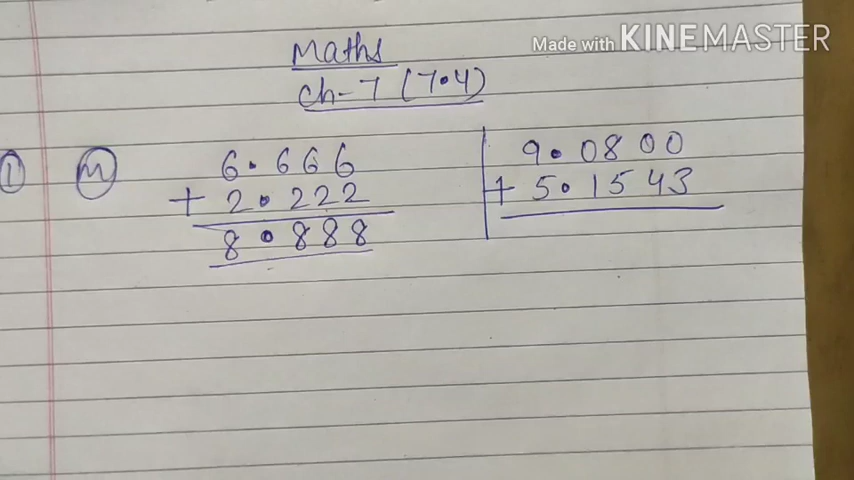 Made with KINEMASTER
Maths
Ch-7 (7.4)
1 m 6.666
+ 2.222
8.888
9.0800
+ 5.1543